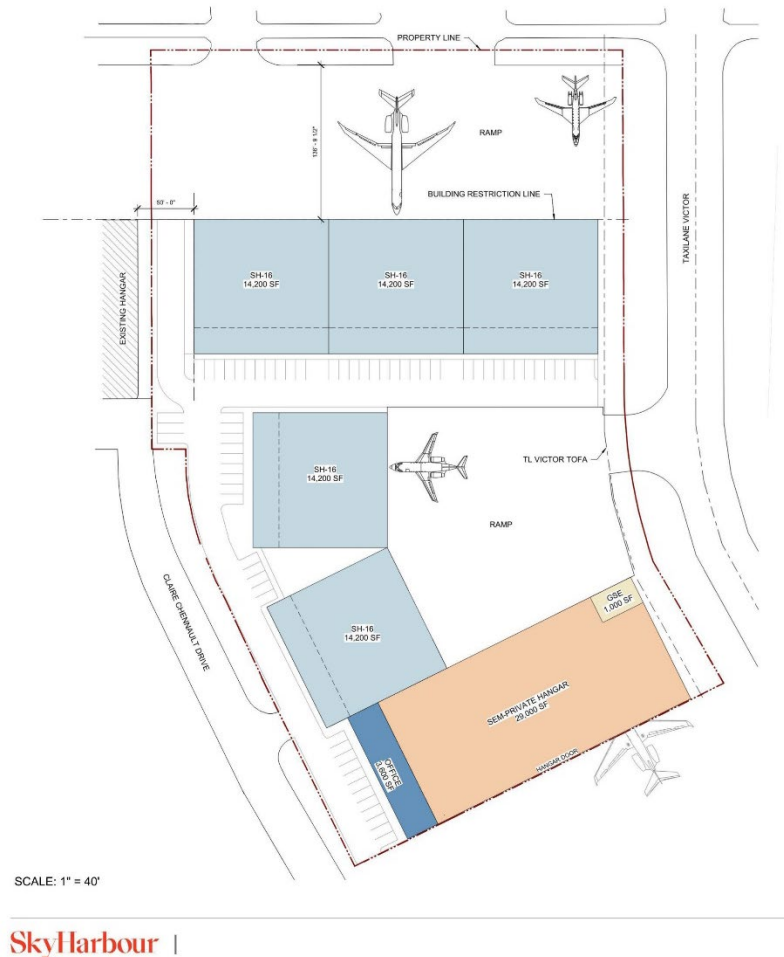 PROPERTY LINE
RAMP
136' - 9 1/2"
BUILDING RESTRICTION LINE
50' - 0"
TAXILANE VICTOR
EXISTING HANGAR
SH-16
14,200 SF
SH-16
14,200 SF
SH-16
14,200 SF
SH-16
14,200 SF
TL VICTOR TOFA
RAMP
CLAIRE CHENNAULT DRIVE
GSE
1,000 SF
SH-16
14,200 SF
SEM-PRIVATE HANGAR
29,000 SF
HANGAR DOOR
OFFICE
3,600 SF
SCALE: 1" = 40'
SkyHarbour |